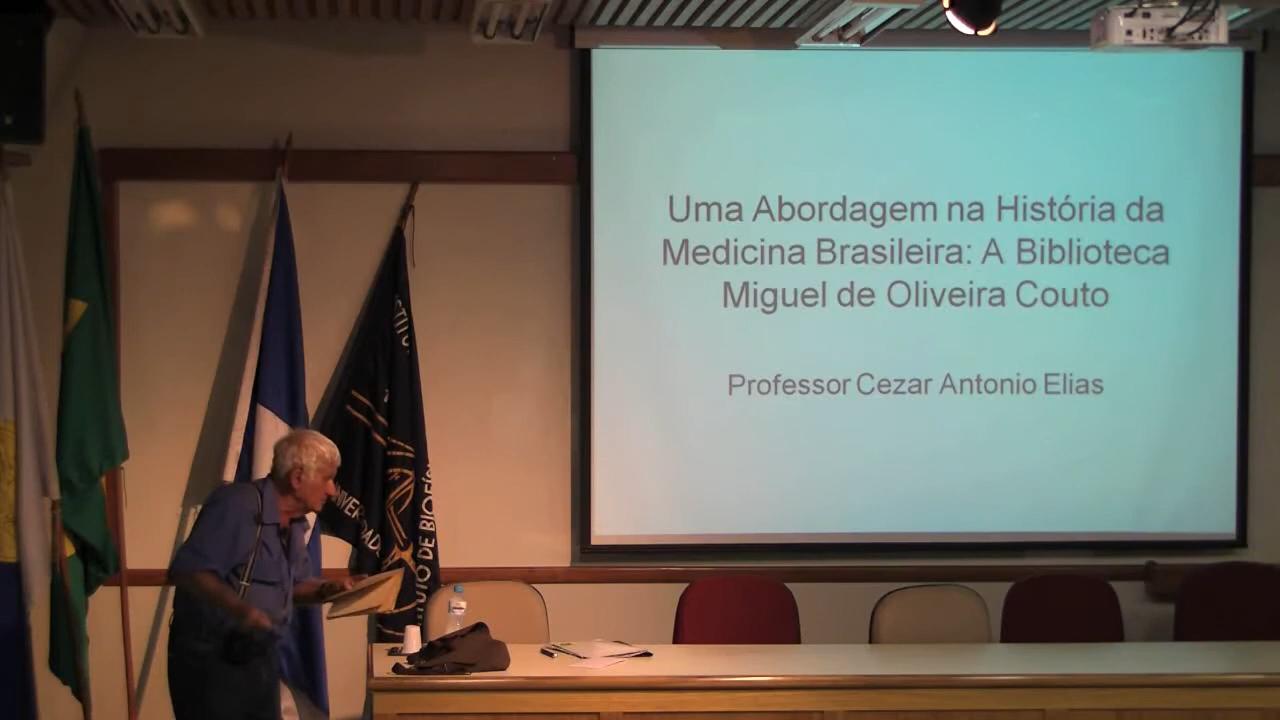 Uma Abordagem na História da
Medicina Brasileira: A Biblioteca
Miguel de Oliveira Couto
Professor Cezar Antonio Elias